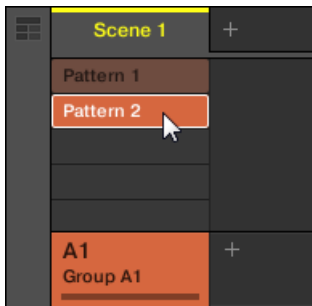 Scene 1 +
Pattern 1
Pattern 2
A1 +
Group A1